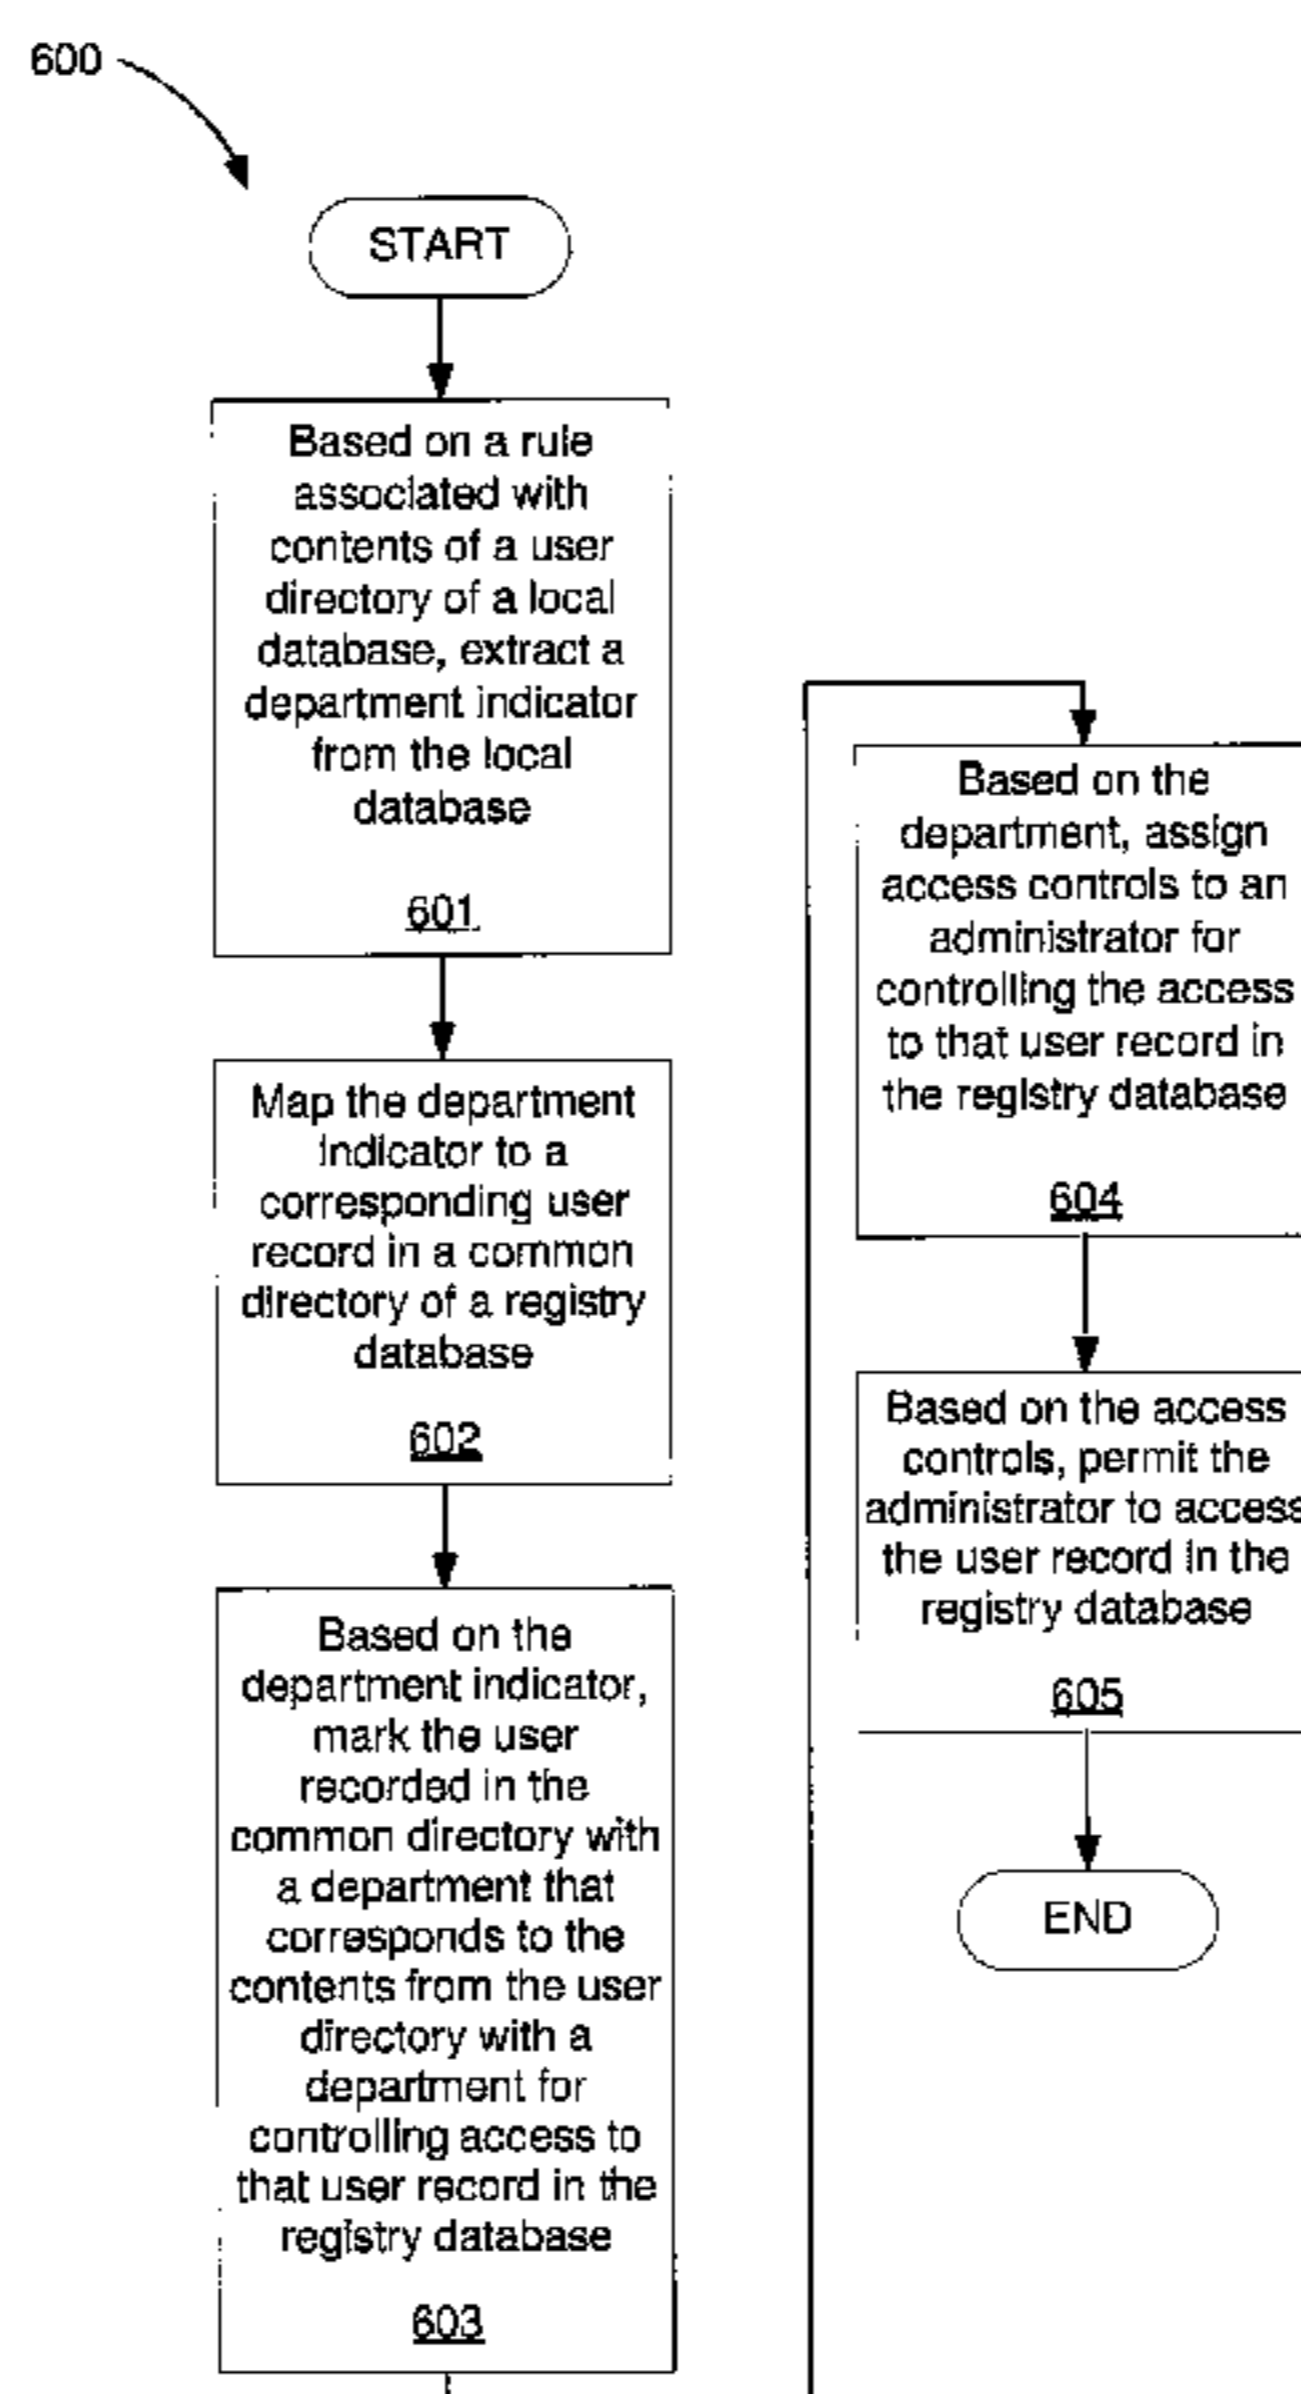 600
START
Based on a rule
associated with
contents of a user
directory of a local
database, extract a
department indicator
from the local
database
601
Map the department
indicator to a
corresponding user
record in a common
directory of a registry
database
602
Based on the
department indicator,
mark the user
recorded in the
common directory with
a department that
corresponds to the
contents from the user
directory with a
department for
controlling access to
that user record in the
registry database
603
Based on the
department, assign
access controls to an
administrator for
controlling the access
to that user record in
the registry database
604
Based on the access
controls, permit the
administrator to access
the user record in the
registry database
605
END